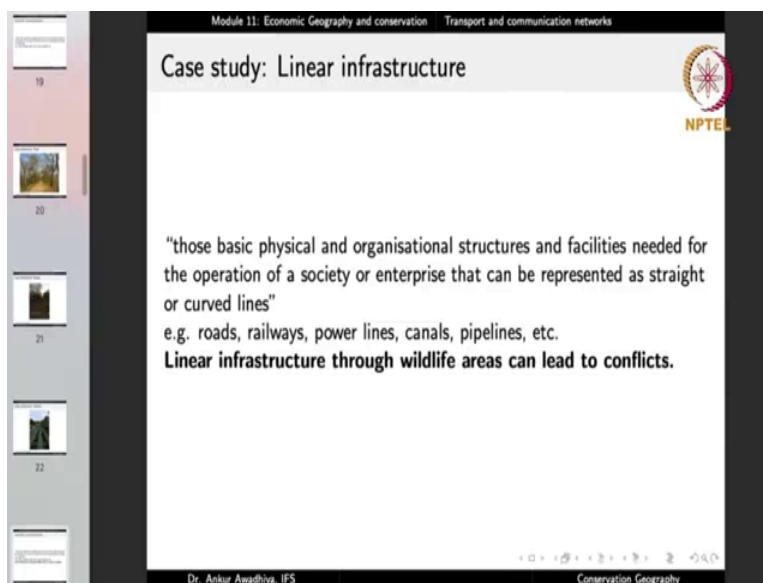 Module 11: Economic Geography and conservation Transport and communication networks
Case study: Linear infrastructure
NPTEL
"those basic physical and organisational structures and facilities needed for
the operation of a society or enterprise that can be represented as straight
or curved lines"
e.g. roads, railways, power lines, canals, pipelines, etc.
Linear infrastructure through wildlife areas can lead to conflicts.
19
20
21
22
Dr. Ankur Awadhiya, IFS Conservation Geography